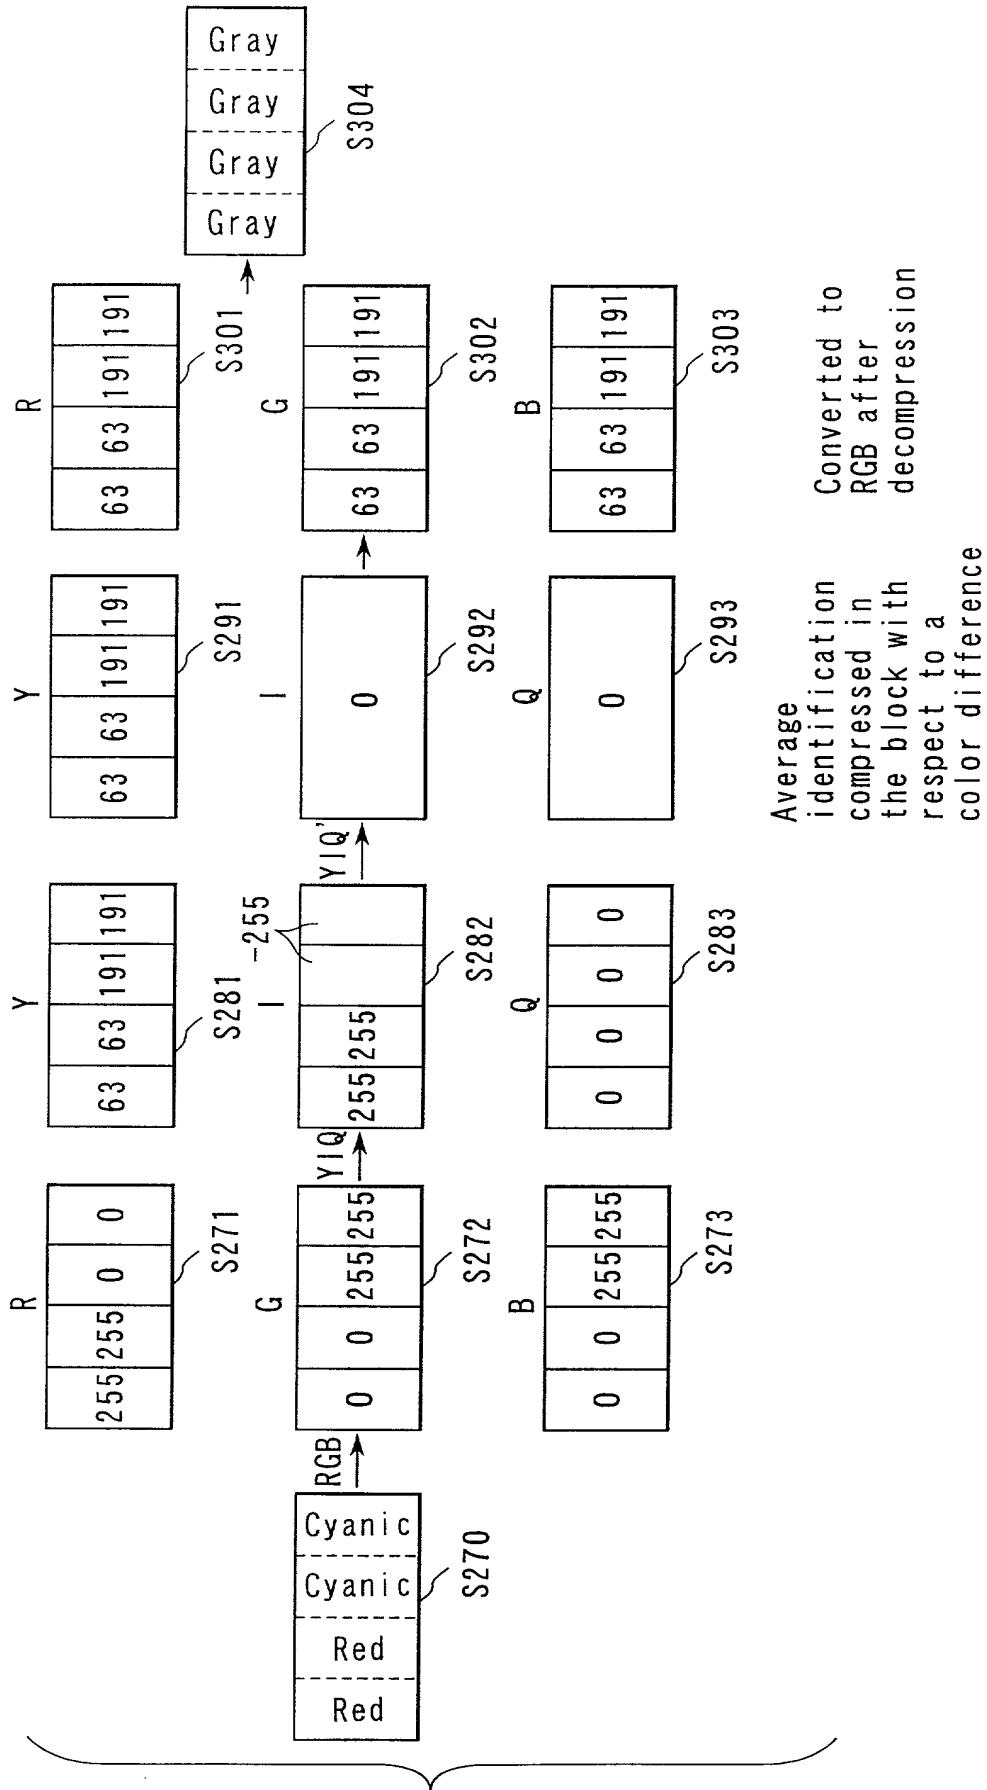 Red Red Cyanic Cyanic
S270
RGB
R
255 255 0 0
S271
G
0 0 255 255
S272
B
0 0 255 255
S273
YIQ
Y
63 63 191 191
S281
I
-255
255 255
S282
Q
0 0 0 0
S283
YIQ'
Y
63 63 191 191
S291
I
0
S292
Q
0
S293
Average
identification
compressed in
the block with
respect to a
color difference
R
63 63 191 191
S301
G
63 63 191 191
S302
B
63 63 191 191
S303
Converted to
RGB after
decompression
Gray Gray Gray Gray
S304